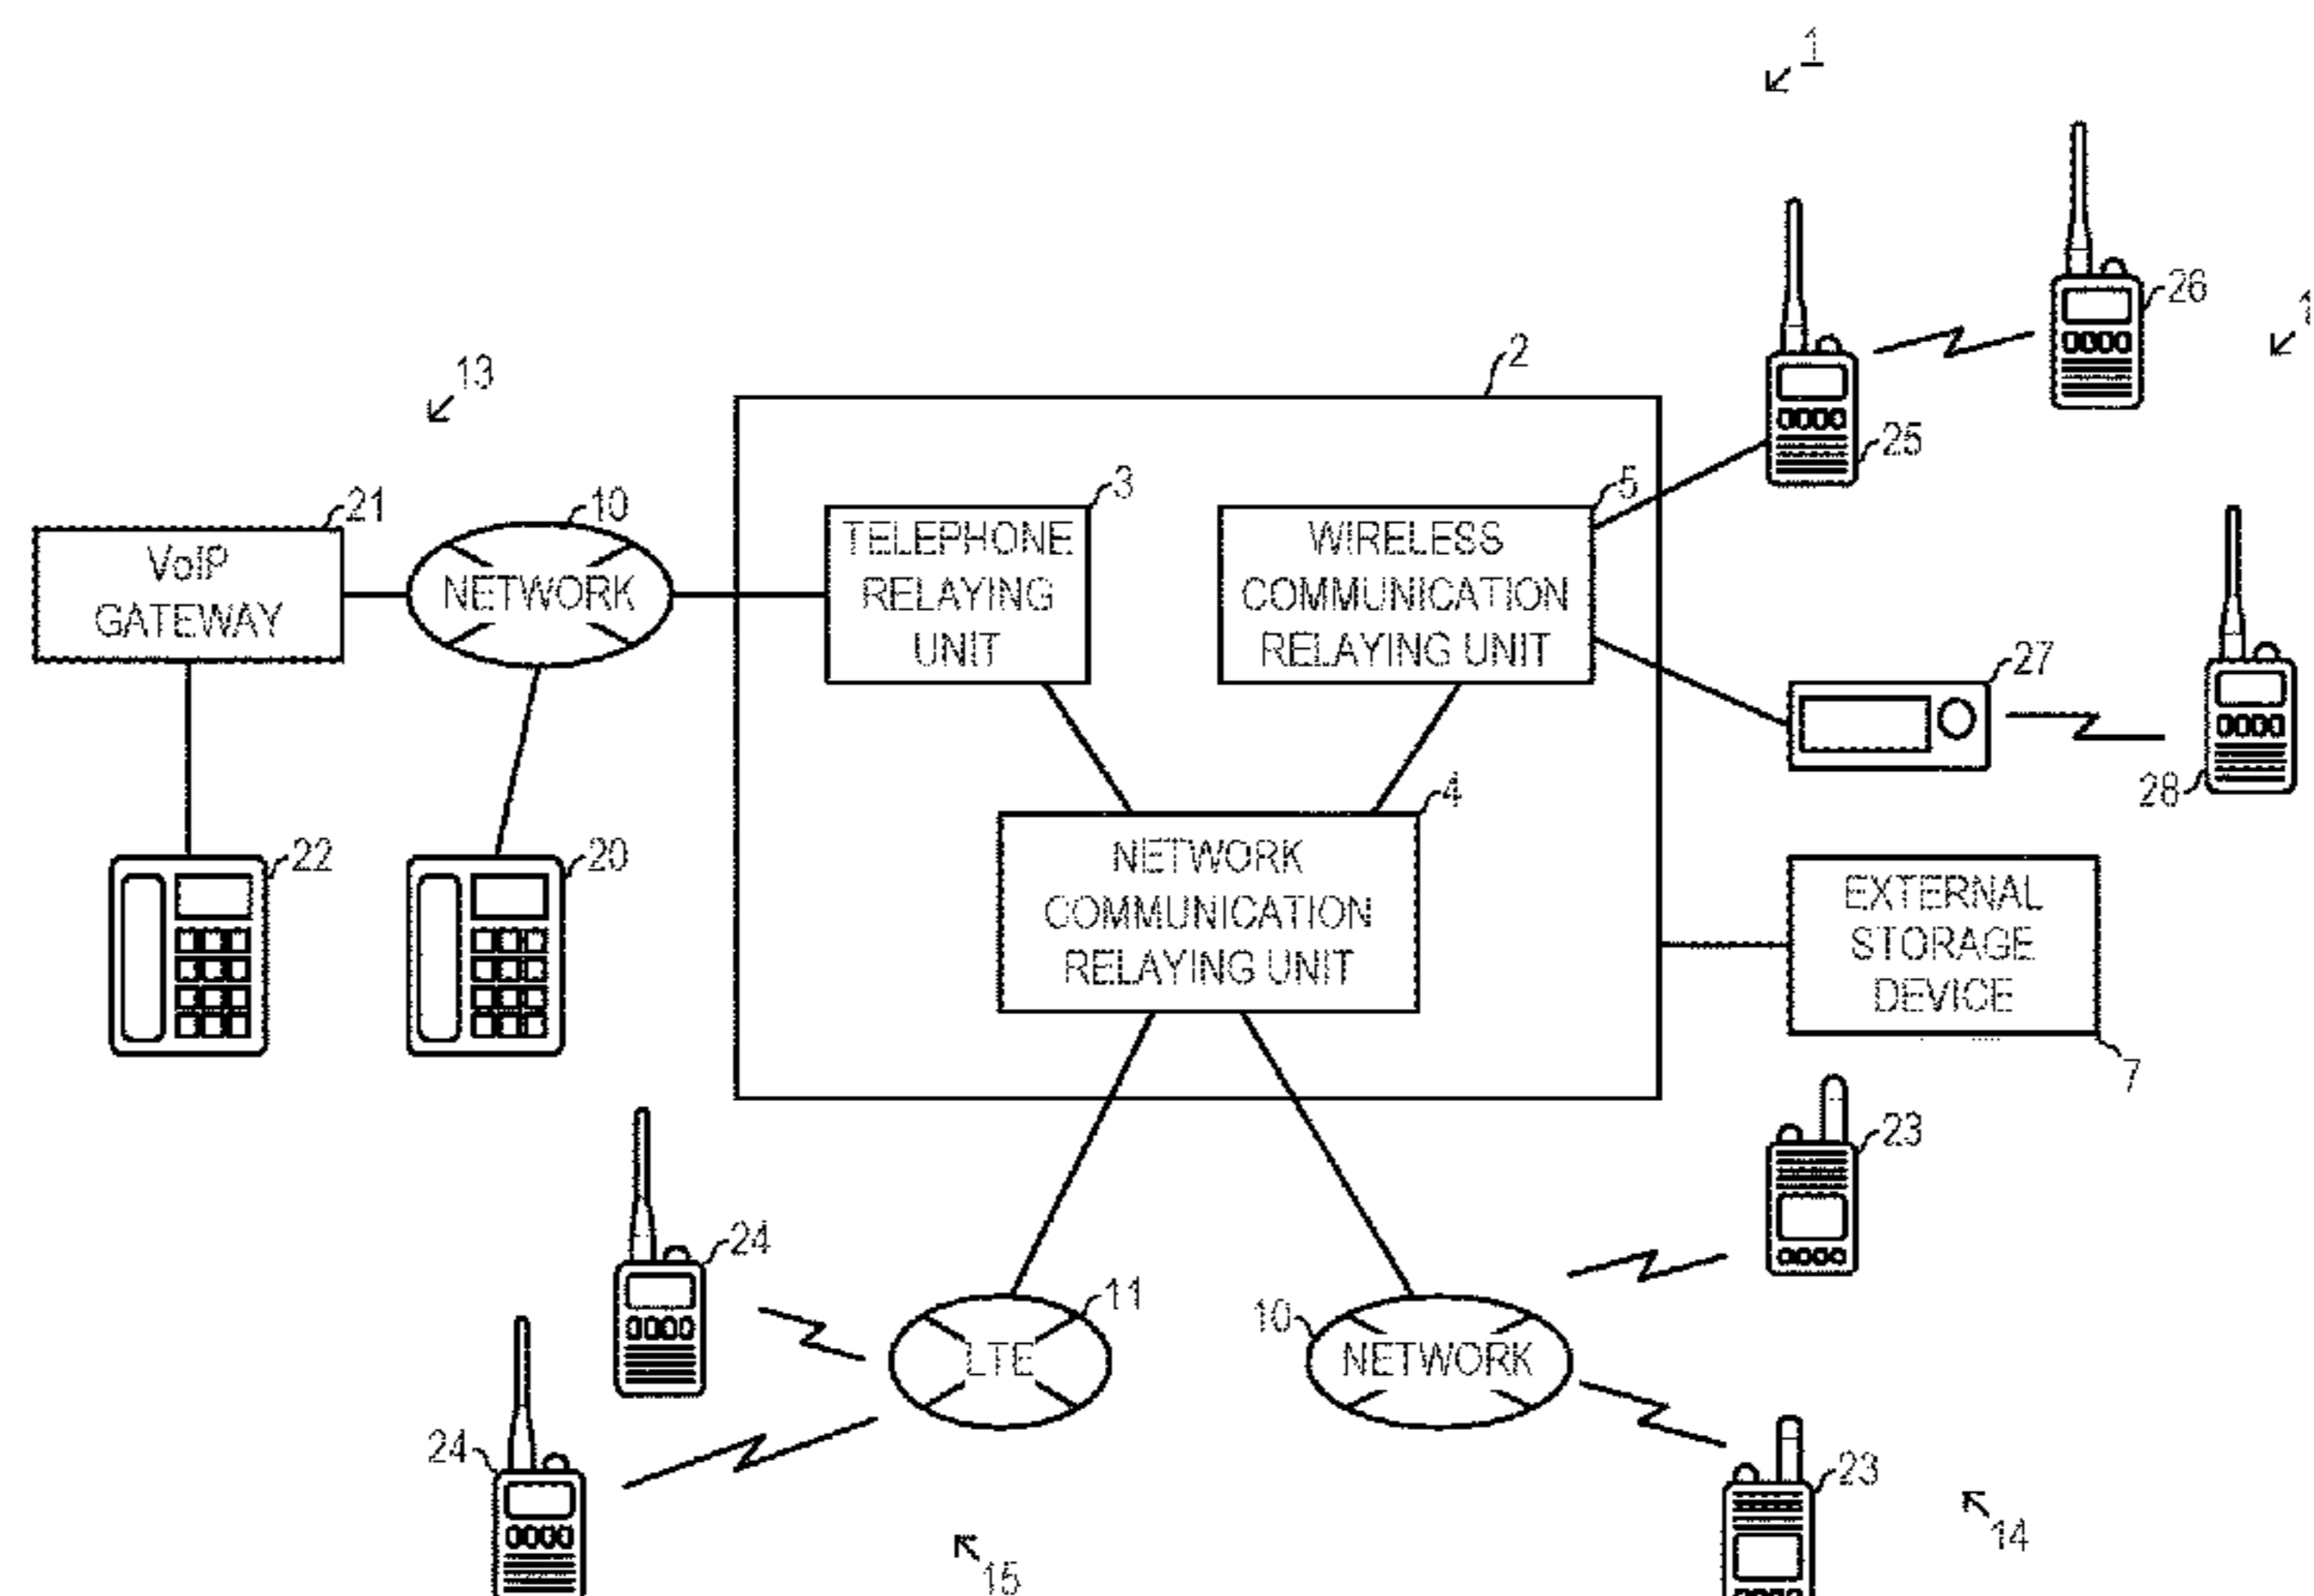 1
26
1
2
13
25
3
5
21
10
VoIP
GATEWAY
NETWORK
TELEPHONE
RELAYING
UNIT
WIRELESS
COMMUNICATION
RELAYING UNIT
27
28
4
22
20
NETWORK
COMMUNICATION
RELAYING UNIT
EXTERNAL
STORAGE
DEVICE
7
23
24
11
10
LTE
NETWORK
24
23
14
15